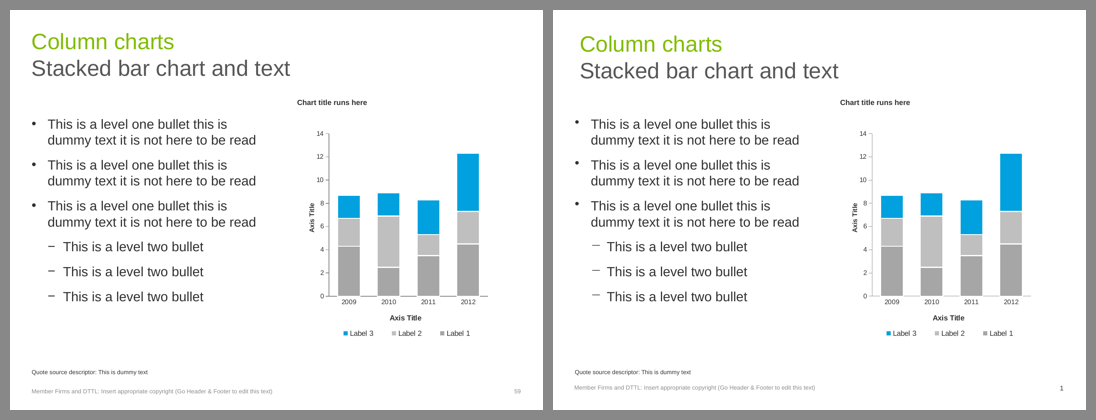 Column charts
Stacked bar chart and text
Chart title runs here
• This is a level one bullet this is
dummy text it is not here to be read
• This is a level one bullet this is
dummy text it is not here to be read
• This is a level one bullet this is
dummy text it is not here to be read
– This is a level two bullet
– This is a level two bullet
– This is a level two bullet
Axis Title
14
12
10
8
6
4
2
0
2009 2010 2011 2012
Axis Title
Label 3 Label 2 Label 1
Quote source descriptor: This is dummy text
Member Firms and DTTL: Insert appropriate copyright (Go Header & Footer to edit this text) 59
Column charts
Stacked bar chart and text
Chart title runs here
• This is a level one bullet this is
dummy text it is not here to be read
• This is a level one bullet this is
dummy text it is not here to be read
• This is a level one bullet this is
dummy text it is not here to be read
– This is a level two bullet
– This is a level two bullet
– This is a level two bullet
Axis Title
14
12
10
8
6
4
2
0
2009 2010 2011 2012
Axis Title
Label 3 Label 2 Label 1
Quote source descriptor: This is dummy text
Member Firms and DTTL: Insert appropriate copyright (Go Header & Footer to edit this text) 1